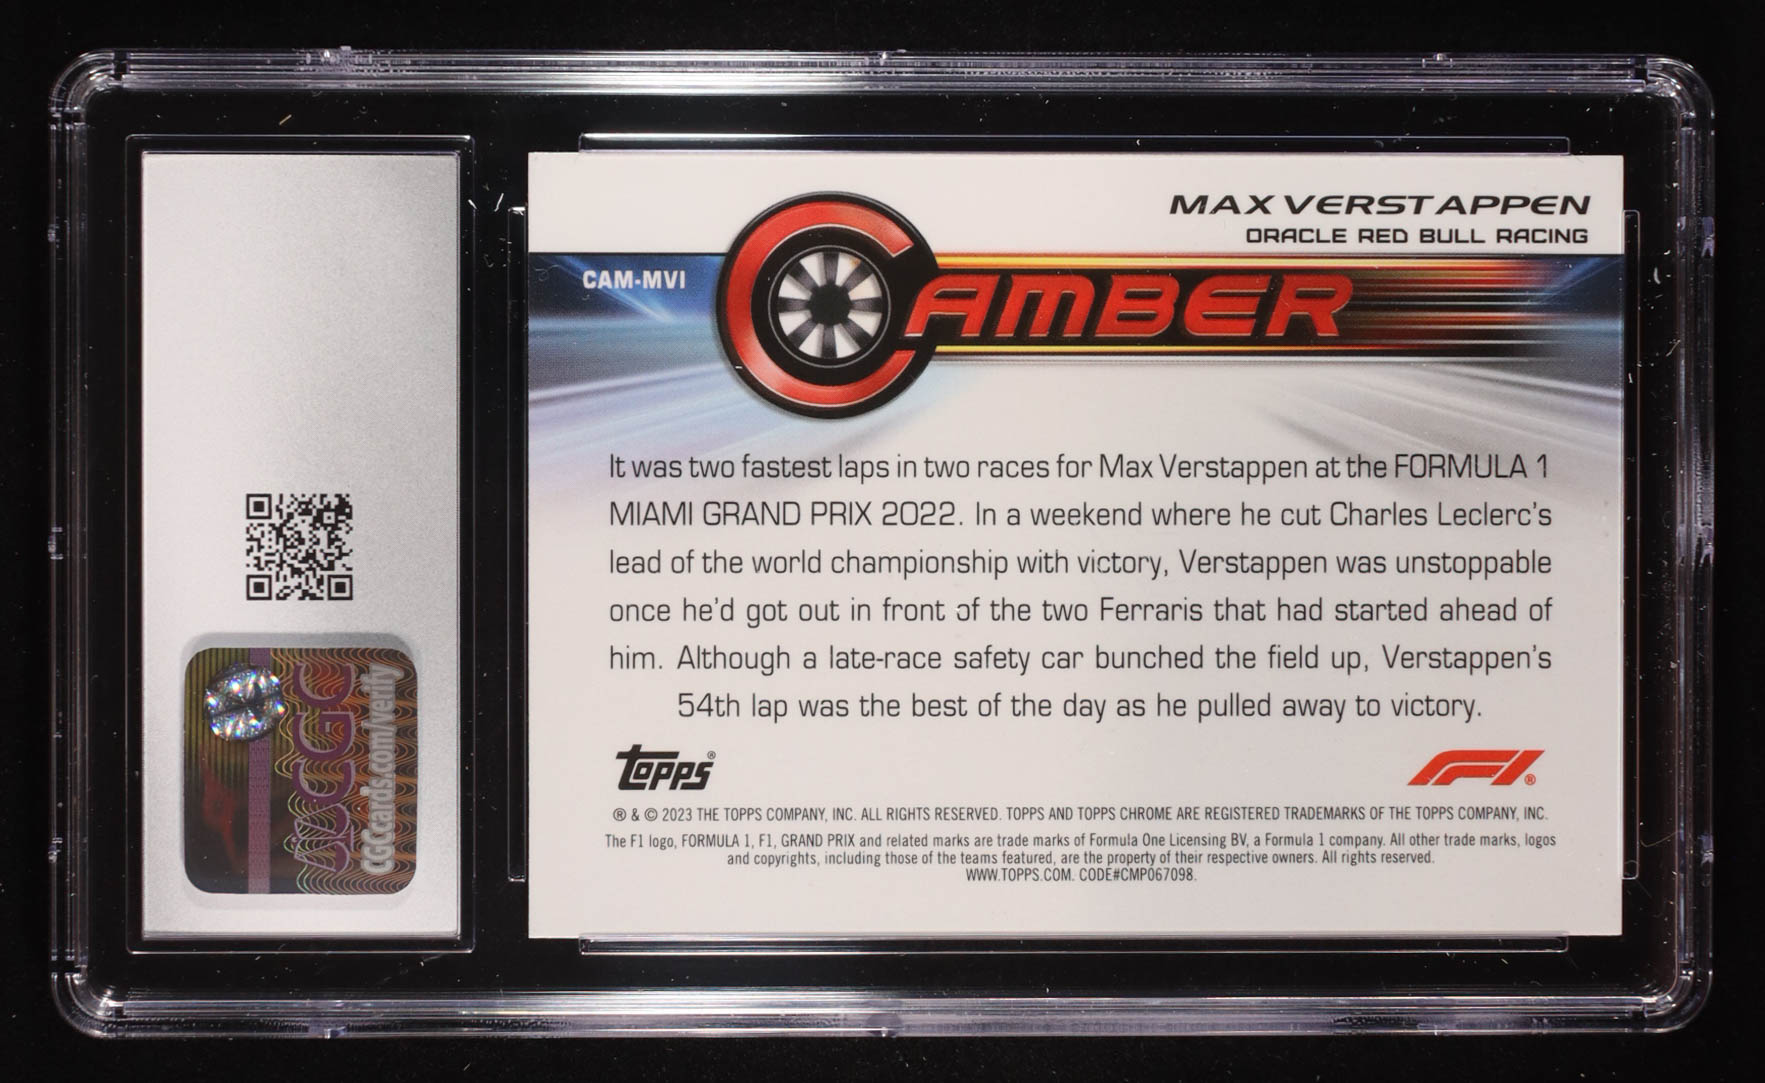 MAX VERSTAPPEN
ORACLE RED BULL RACING
CAM-MVI
CAMBER
It was two fastest laps in two races for Max Verstappen at the FORMULA 1
MIAMI GRAND PRIX 2022. In a weekend where he cut Charles Leclerc's
lead of the world championship with victory, Verstappen was unstoppable
once he'd got out in front of the two Ferraris that had started ahead of
him. Although a late-race safety car bunched the field up, Verstappen's
54th lap was the best of the day as he pulled away to victory.
topps®
F1®
® & © 2023 THE TOPPS COMPANY, INC. ALL RIGHTS RESERVED. TOPPS AND TOPPS CHROME ARE REGISTERED TRADEMARKS OF THE TOPPS COMPANY, INC.
The F1 logo, FORMULA 1, F1, GRAND PRIX and related marks are trade marks of Formula One Licensing BV, a Formula 1 company. All other trade marks, logos
and copyrights, including those of the teams featured, are the property of their respective owners. All rights reserved.
WWW.TOPPS.COM. CODE#CMP067098.
CGC
CGCcards.com/verify